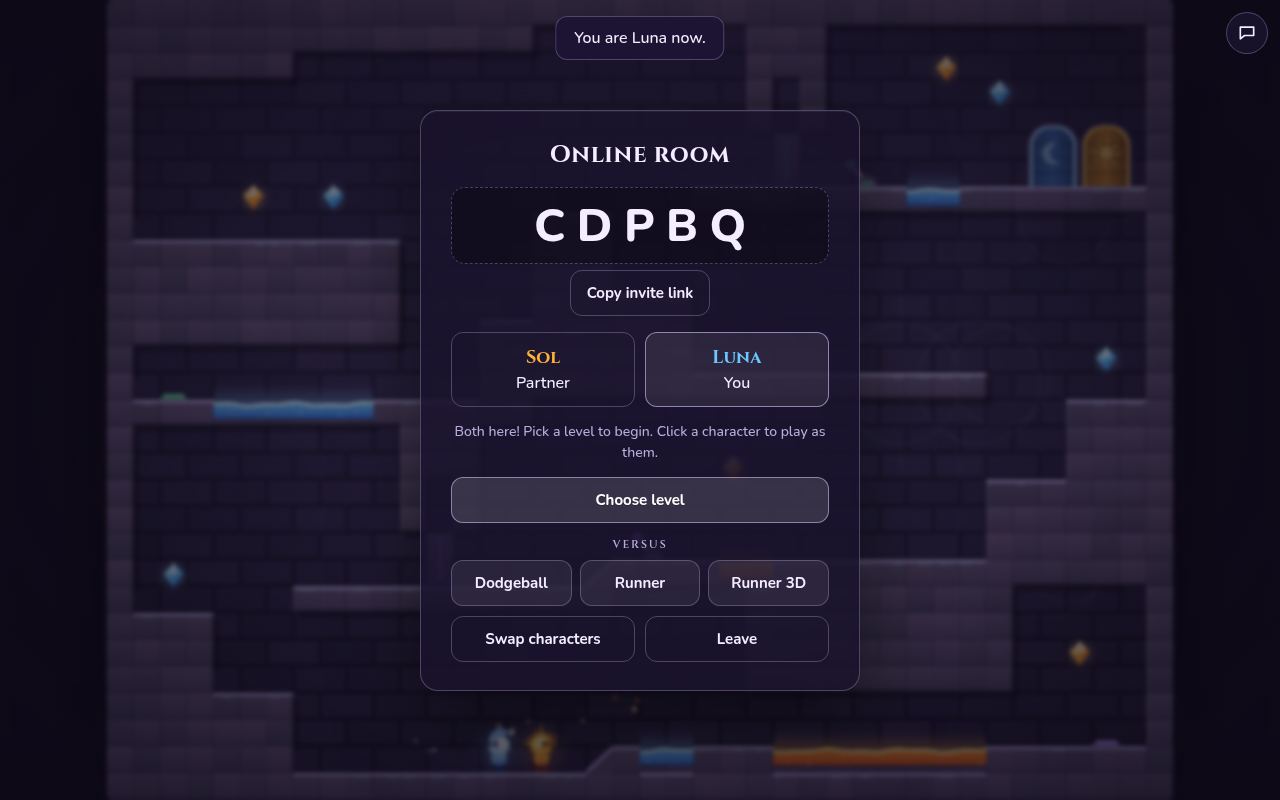 You are Luna now.
Online room
CDPBQ
Copy invite link
Sol
Partner
Luna
You
Both here! Pick a level to begin. Click a character to play as
them.
Choose level
VERSUS
Dodgeball
Runner
Runner 3D
Swap characters
Leave